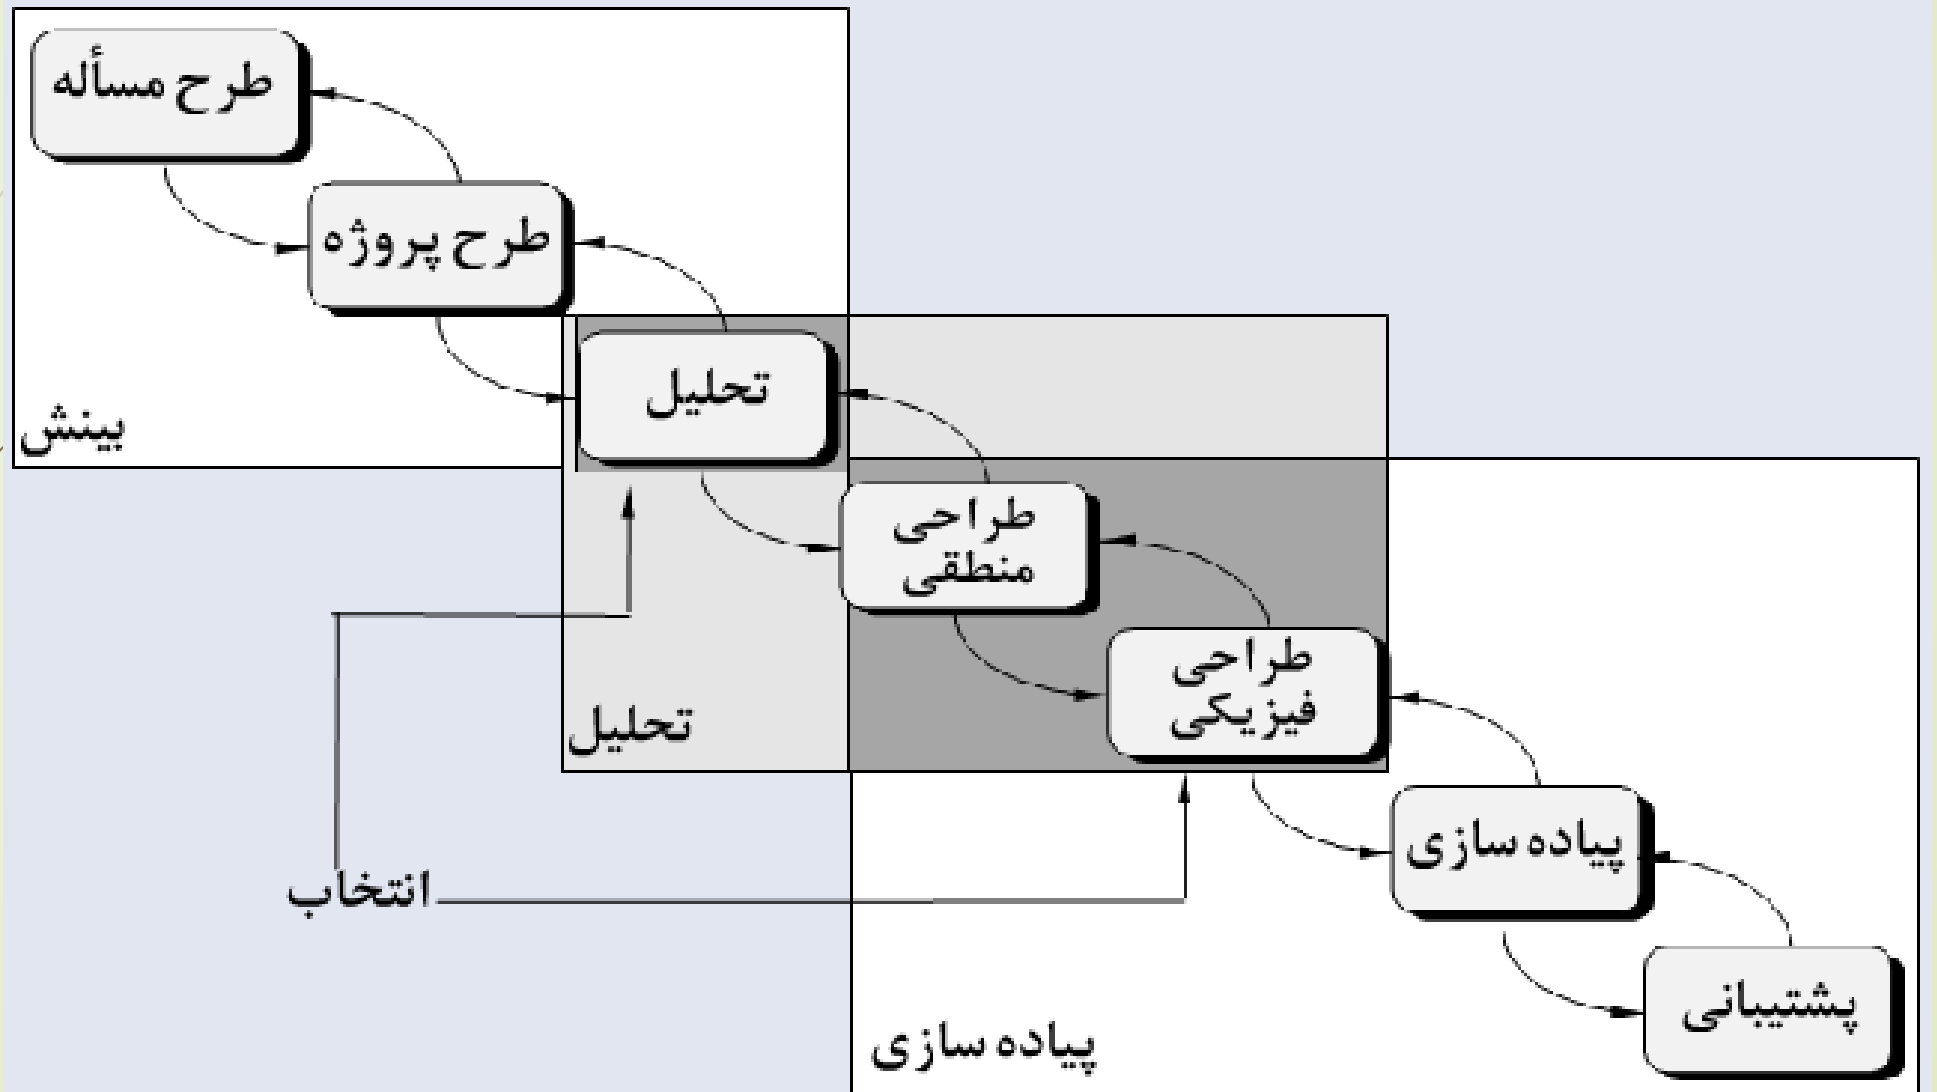 طرح مسأله
طرح پروژه
تحلیل
بینش
طراحی
منطقی
طراحی
فیزیکی
تحلیل
پیاده سازی
انتخاب
پشتیبانی
پیاده سازی